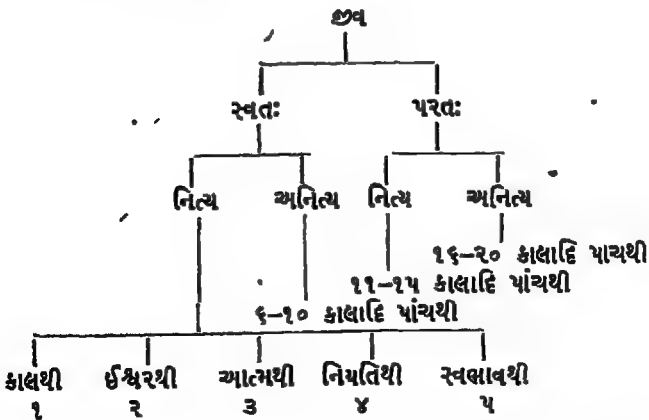 જીવ
સ્વતઃ પરતઃ
નિત્ય અનિત્ય નિત્ય અનિત્ય
૧૬-૨૦ કાલાદિ પાચથી
૧૧-૧૫ કાલાદિ પાંચથી
૬-૧૦ કાલાદિ પાંચથી
કાલથી ઈશ્વરથી આત્મથી નિયતિથી સ્વભાવથી
૧ ૨ ૩ ૪ ૫